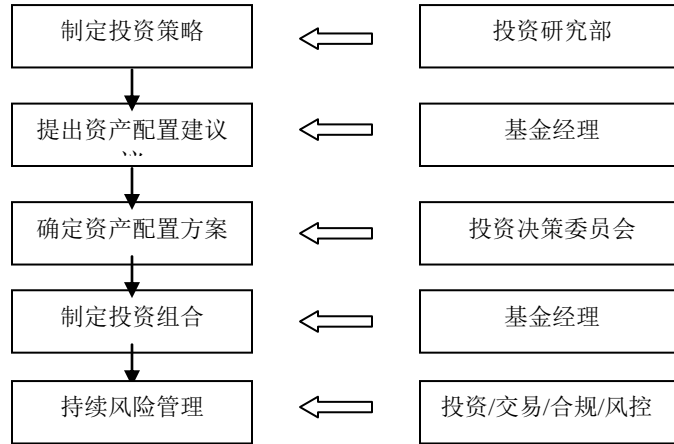 制定投资策略
投资研究部
提出资产配置建议
基金经理
确定资产配置方案
投资决策委员会
制定投资组合
基金经理
持续风险管理
投资/交易/合规/风控